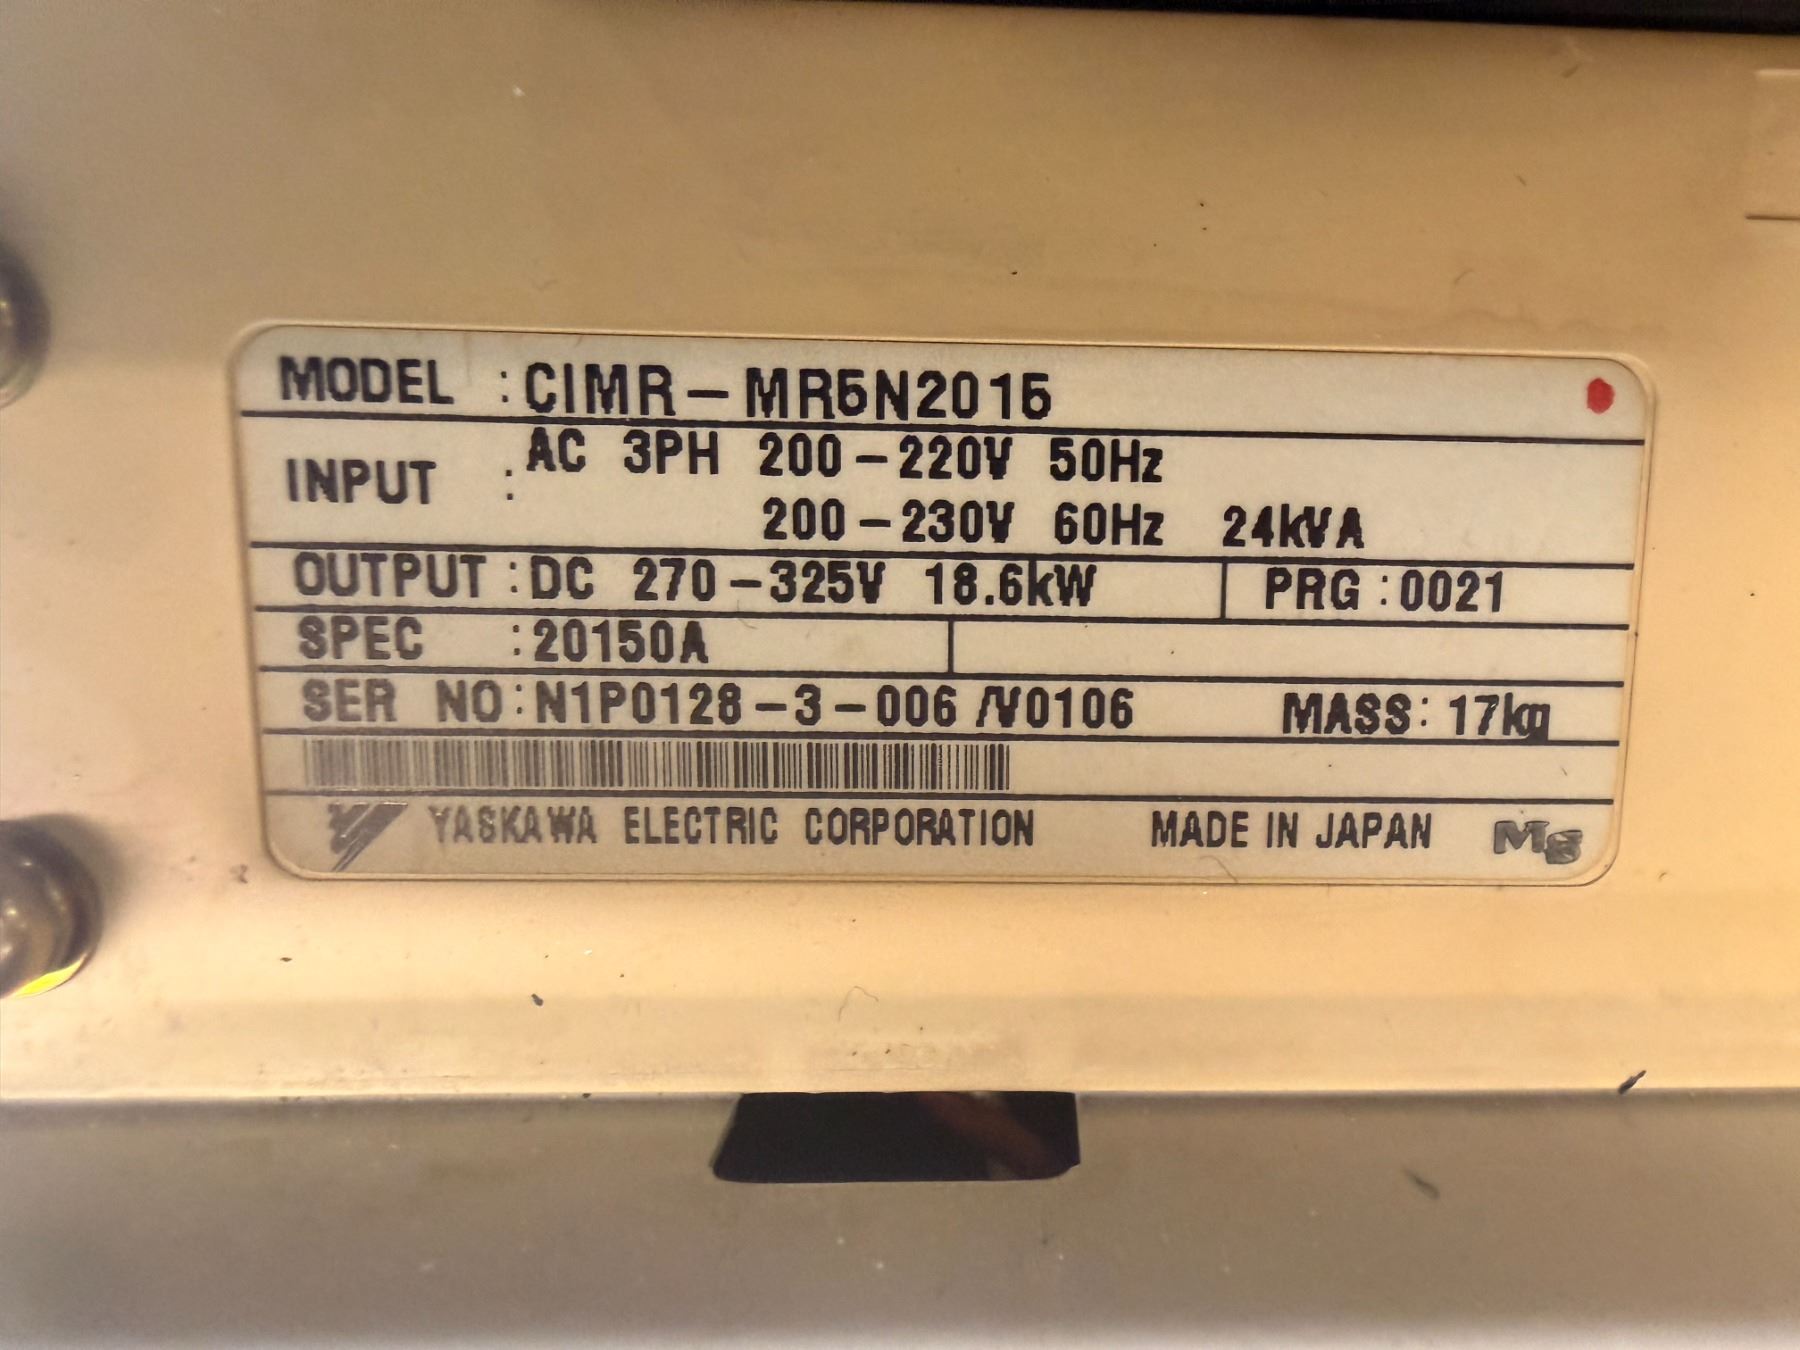 MODEL : CIMR-MR5N2015
INPUT : AC 3PH 200-220V 50Hz
200-230V 60Hz 24kVA
OUTPUT : DC 270-325V 18.6kW PRG : 0021
SPEC : 20150A
SER NO : N1P0128-3-006 /V0106 MASS : 17kg
YASKAWA ELECTRIC CORPORATION MADE IN JAPAN